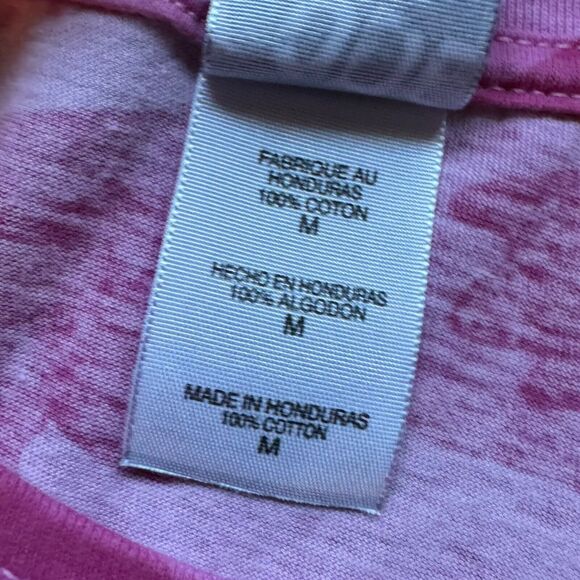 FABRIQUE AU
HONDURAS
100% COTON
M
HECHO EN HONDURAS
100% ALGODON
M
MADE IN HONDURAS
100% COTTON
M